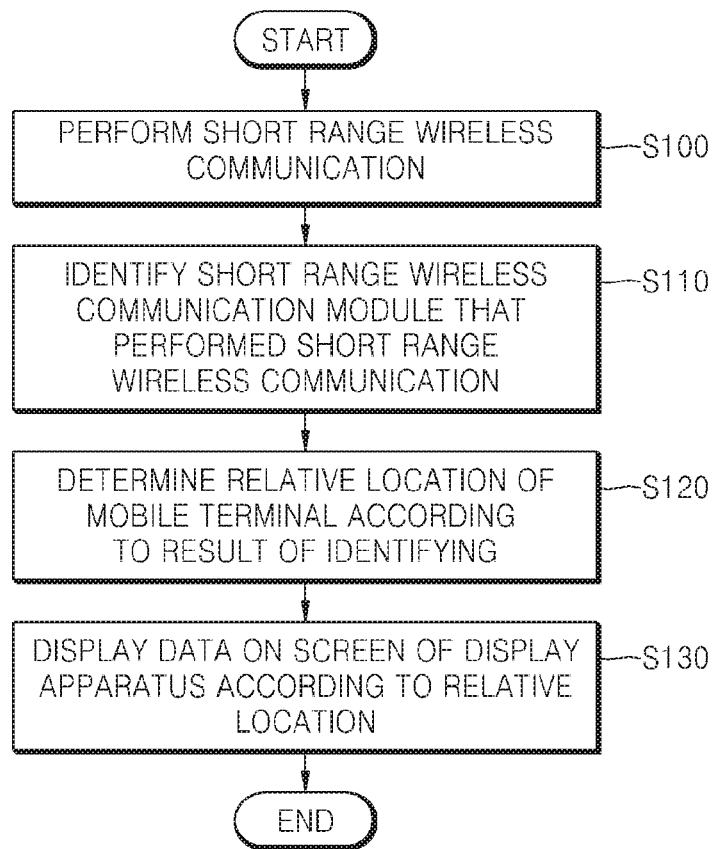 START
PERFORM SHORT RANGE WIRELESS
COMMUNICATION
S100
IDENTIFY SHORT RANGE WIRELESS
COMMUNICATION MODULE THAT
PERFORMED SHORT RANGE
WIRELESS COMMUNICATION
S110
DETERMINE RELATIVE LOCATION OF
MOBILE TERMINAL ACCORDING
TO RESULT OF IDENTIFYING
S120
DISPLAY DATA ON SCREEN OF DISPLAY
APPARATUS ACCORDING TO RELATIVE
LOCATION
S130
END